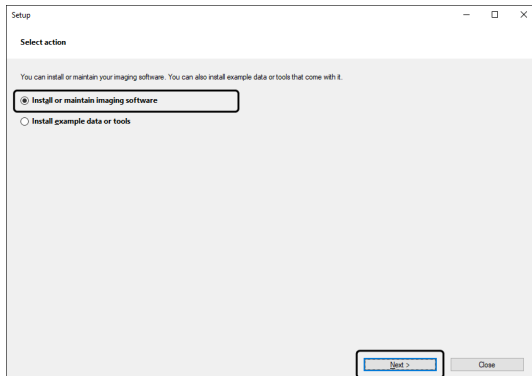 Setup
Select action
You can install or maintain your imaging software. You can also install example data or tools that come with it.
Install or maintain imaging software
Install example data or tools
Next >
Close